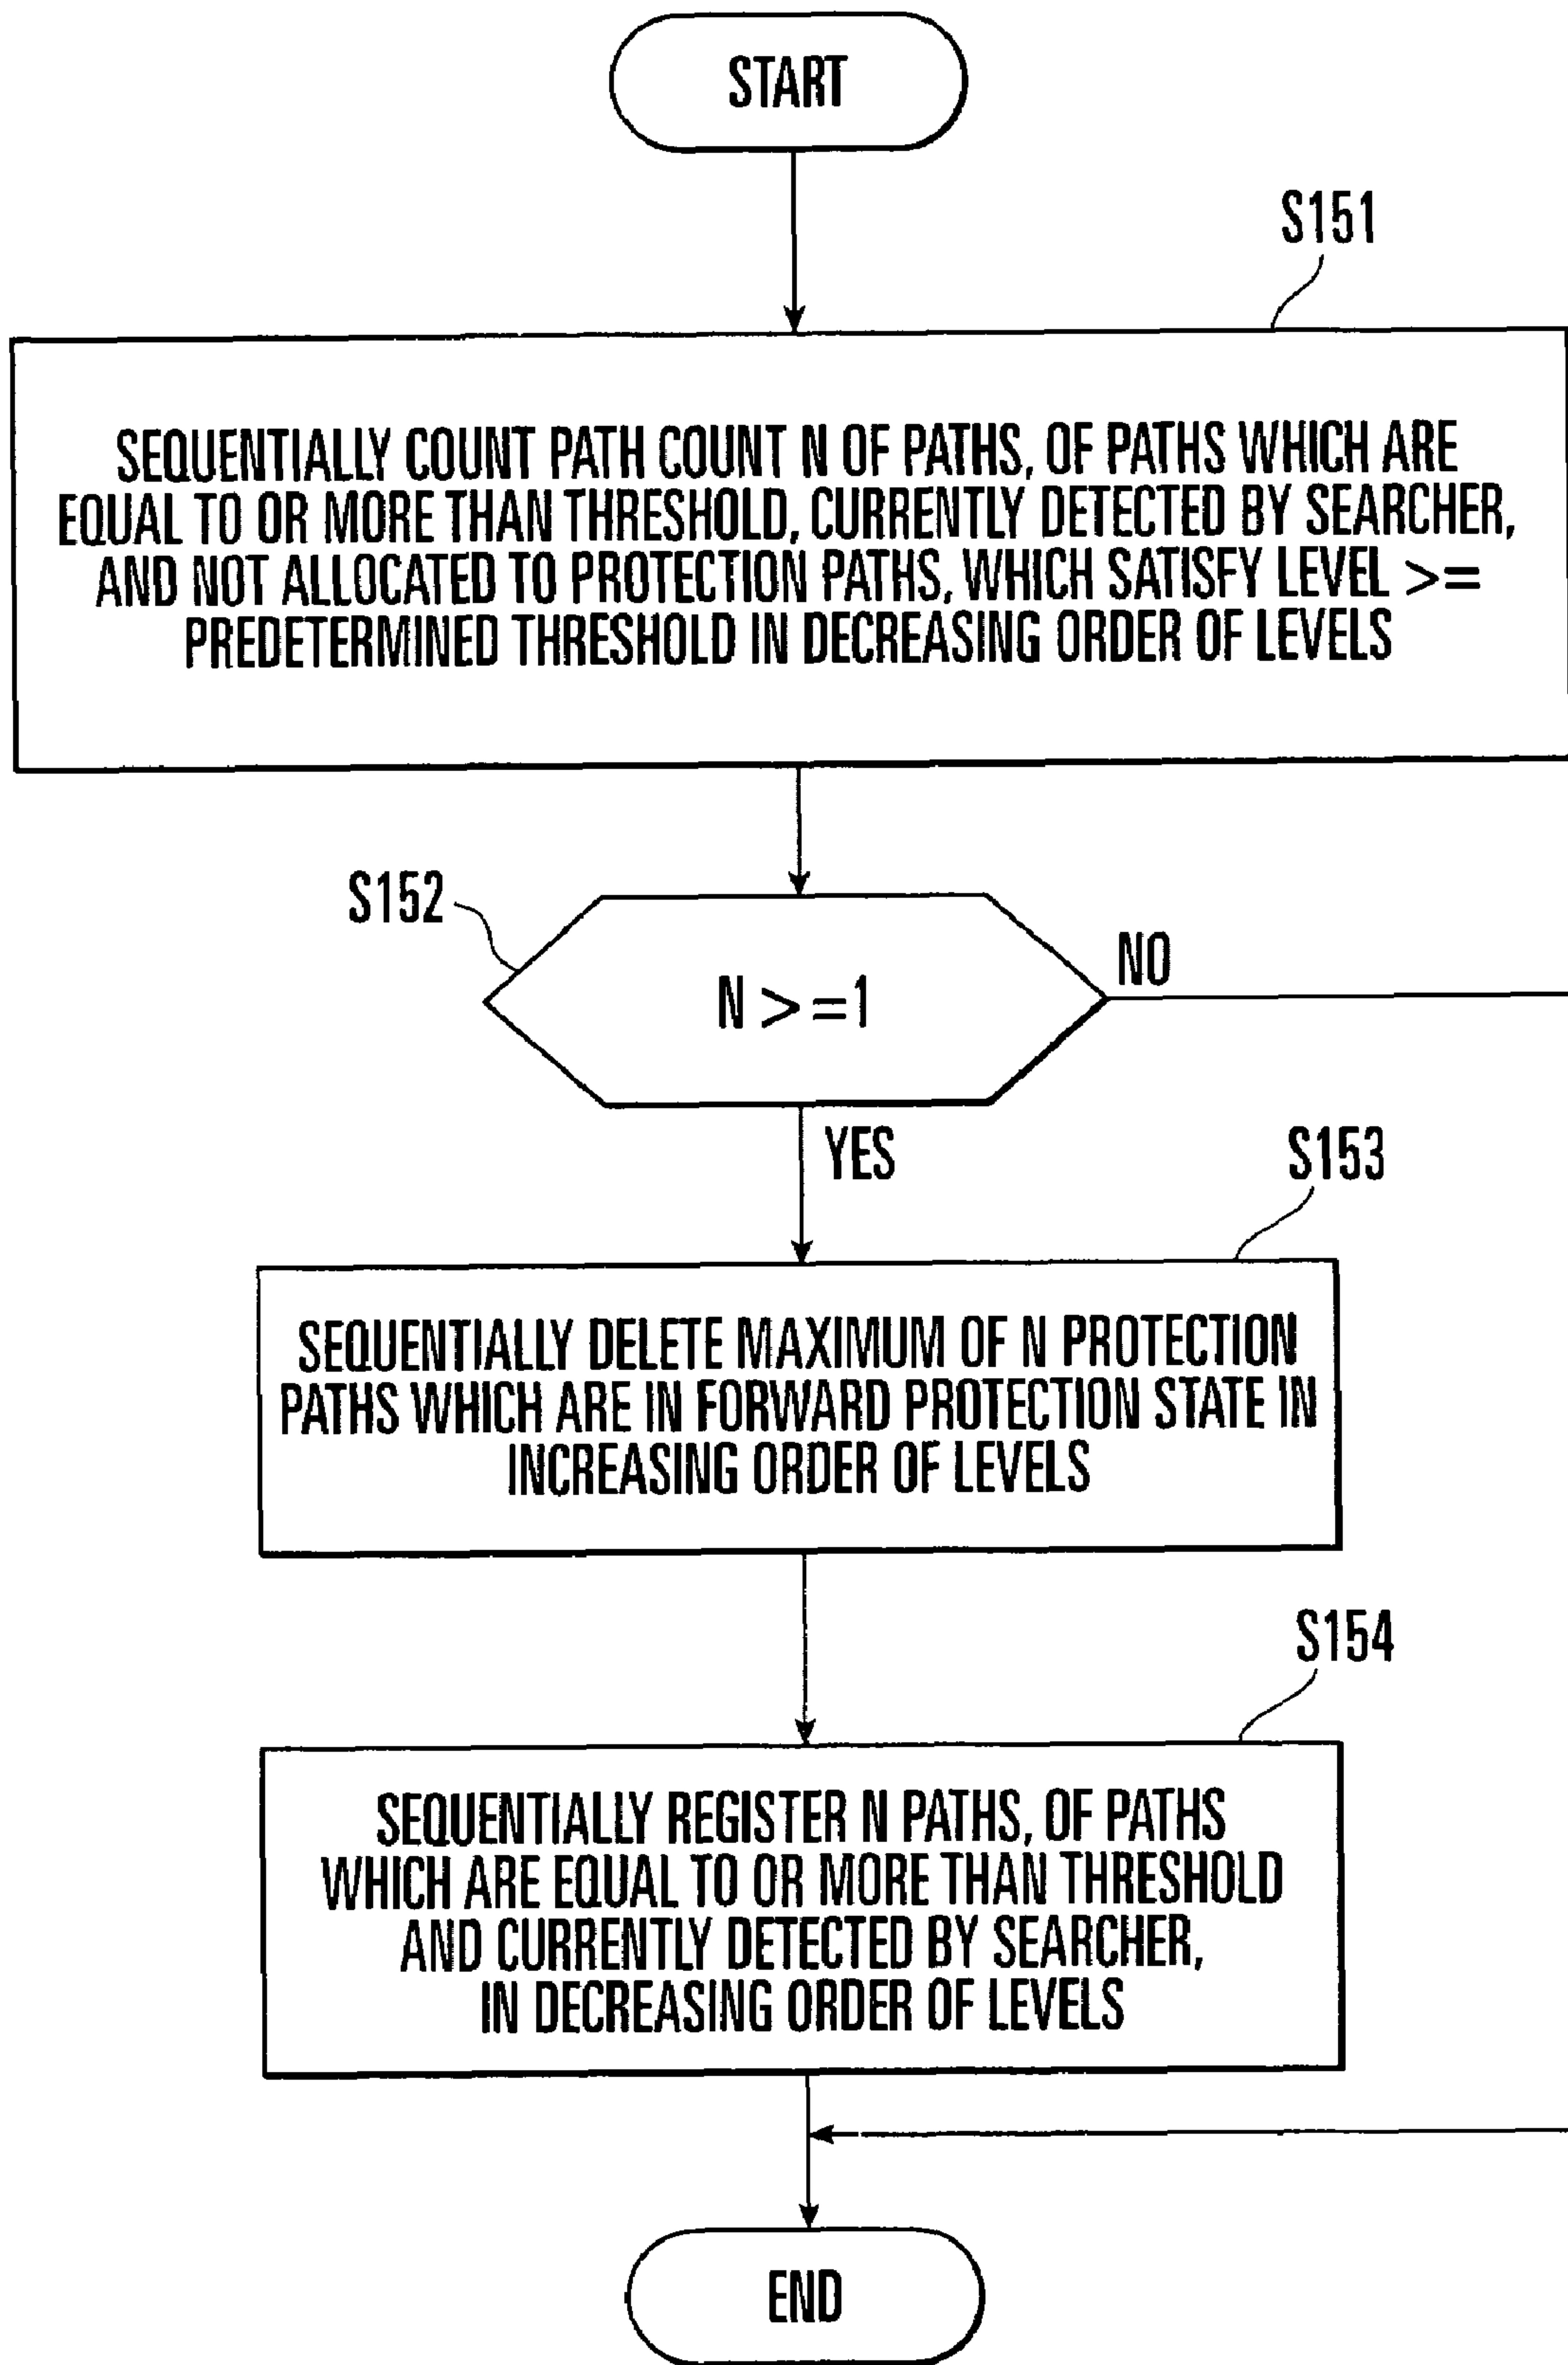 START
S151
SEQUENTIALLY COUNT PATH COUNT N OF PATHS, OF PATHS WHICH ARE
EQUAL TO OR MORE THAN THRESHOLD, CURRENTLY DETECTED BY SEARCHER,
AND NOT ALLOCATED TO PROTECTION PATHS, WHICH SATISFY LEVEL >=
PREDETERMINED THRESHOLD IN DECREASING ORDER OF LEVELS
S152
N >=1
NO
YES
S153
SEQUENTIALLY DELETE MAXIMUM OF N PROTECTION
PATHS WHICH ARE IN FORWARD PROTECTION STATE IN
INCREASING ORDER OF LEVELS
S154
SEQUENTIALLY REGISTER N PATHS, OF PATHS
WHICH ARE EQUAL TO OR MORE THAN THRESHOLD
AND CURRENTLY DETECTED BY SEARCHER,
IN DECREASING ORDER OF LEVELS
END